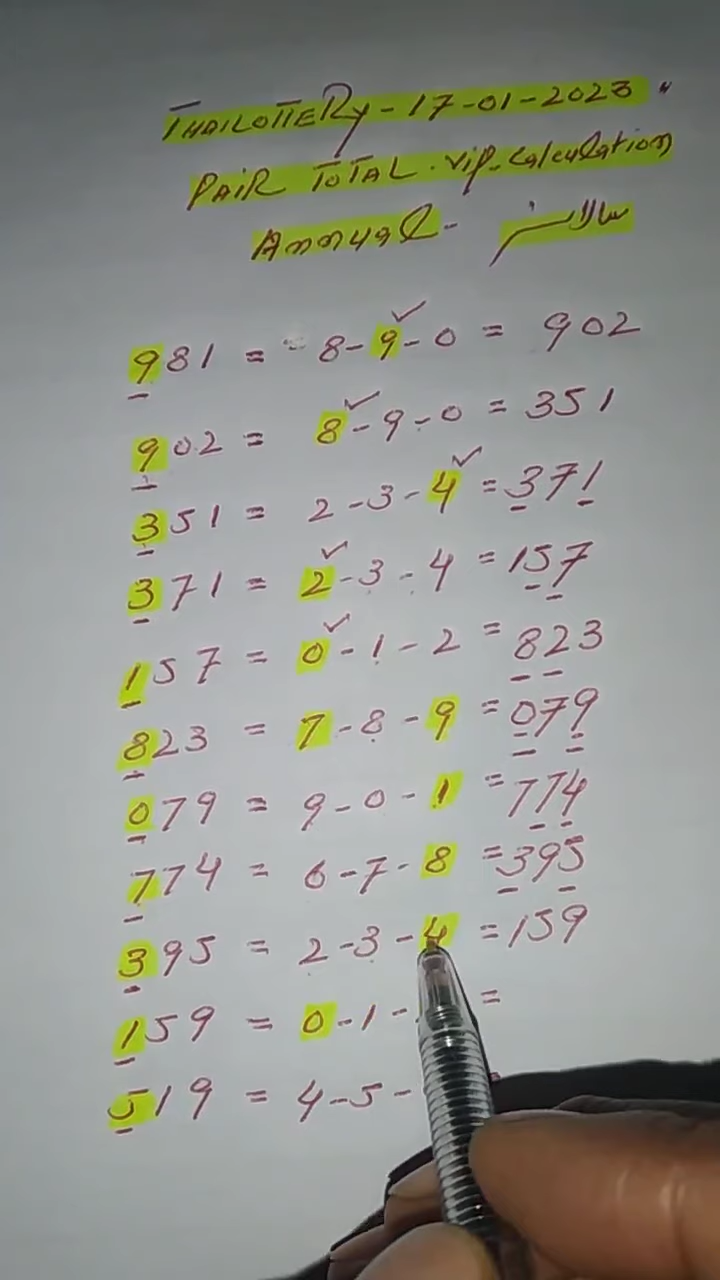 THAILOTTERY - 17-01-2023 "
PAIR TOTAL. VIP. Calculation
Annual - سالانہ
981 = 8-9-0 = 902
902 = 8-9-0 = 351
351 = 2-3-4 = 371
371 = 2-3-4 = 157
157 = 0-1-2 = 823
823 = 7-8-9 = 079
079 = 9-0-1 = 774
774 = 6-7-8 = 395
395 = 2-3-4 = 159
159 = 0-1- =
519 = 4-5- =